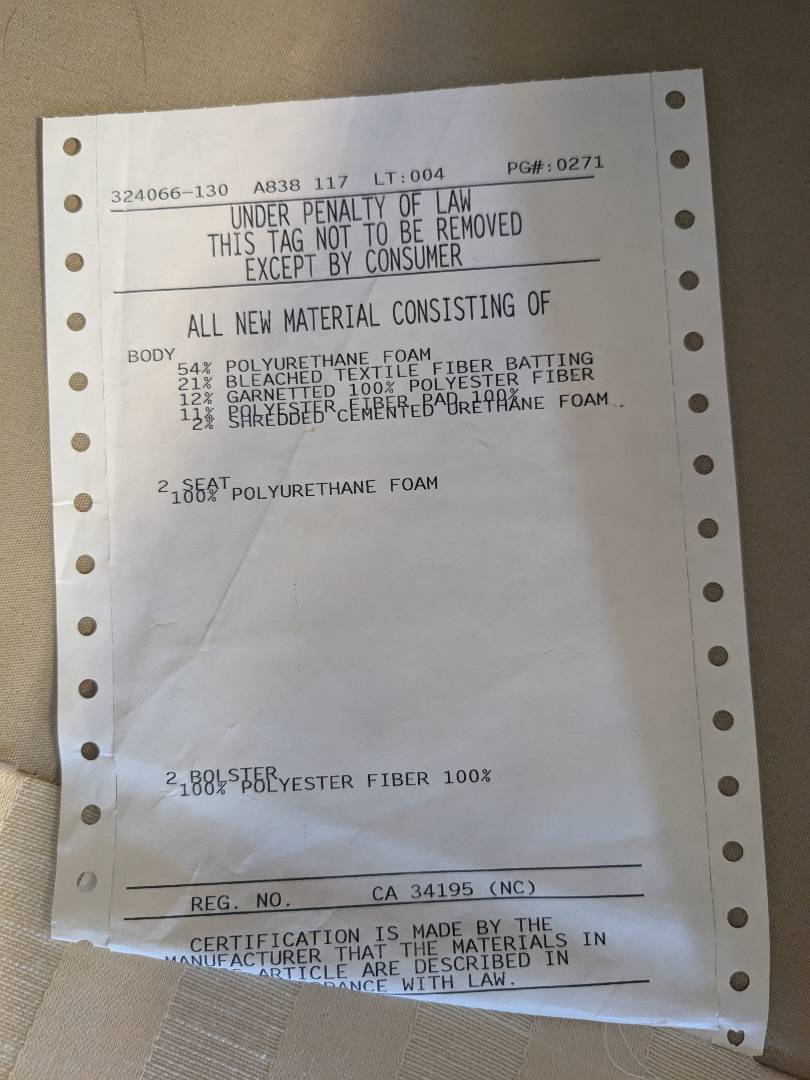 324066-130 A838 117 LT:004 PG#:0271
UNDER PENALTY OF LAW
THIS TAG NOT TO BE REMOVED
EXCEPT BY CONSUMER
ALL NEW MATERIAL CONSISTING OF
BODY
54% POLYURETHANE FOAM
21% BLEACHED TEXTILE FIBER BATTING
12% GARNETTED 100% POLYESTER FIBER
11% POLYESTER FIBER PAD 100%
2% SHREDDED CEMENTED URETHANE FOAM
2 SEAT
100% POLYURETHANE FOAM
2 BOLSTER
100% POLYESTER FIBER 100%
REG. NO. CA 34195 (NC)
CERTIFICATION IS MADE BY THE
MANUFACTURER THAT THE MATERIALS IN
ARTICLE ARE DESCRIBED IN
WITH LAW.